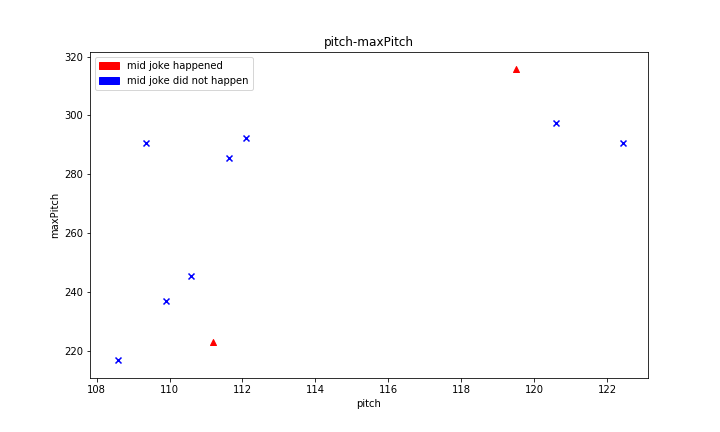 pitch-maxPitch
mid joke happened
mid joke did not happen
maxPitch
320
300
280
260
240
220
108 110 112 114 116 118 120 122
pitch